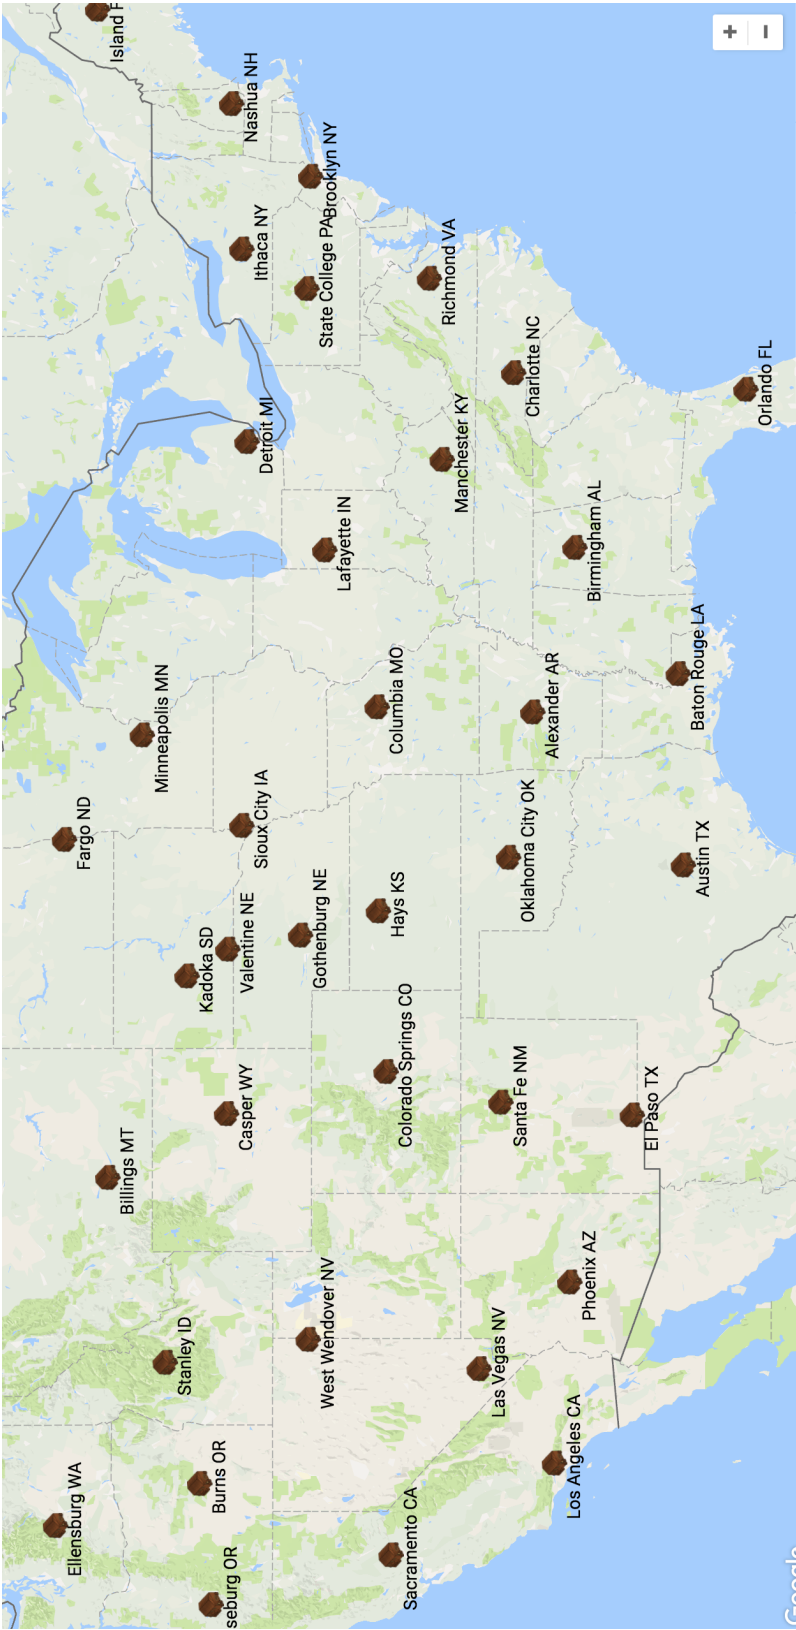 Island F
Nashua NH
Brooklyn NY
Ithaca NY
State College PA
Richmond VA
Charlotte NC
Orlando FL
Detroit MI
Manchester KY
Lafayette IN
Birmingham AL
Baton Rouge LA
Minneapolis MN
Columbia MO
Alexander AR
Fargo ND
Sioux City IA
Oklahoma City OK
Austin TX
Kadoka SD
Valentine NE
Gothenburg NE
Hays KS
Colorado Springs CO
Casper WY
Santa Fe NM
El Paso TX
Billings MT
Phoenix AZ
West Wendover NV
Stanley ID
Las Vegas NV
Los Angeles CA
Ellensburg WA
Burns OR
Sacramento CA
seburg OR
Google